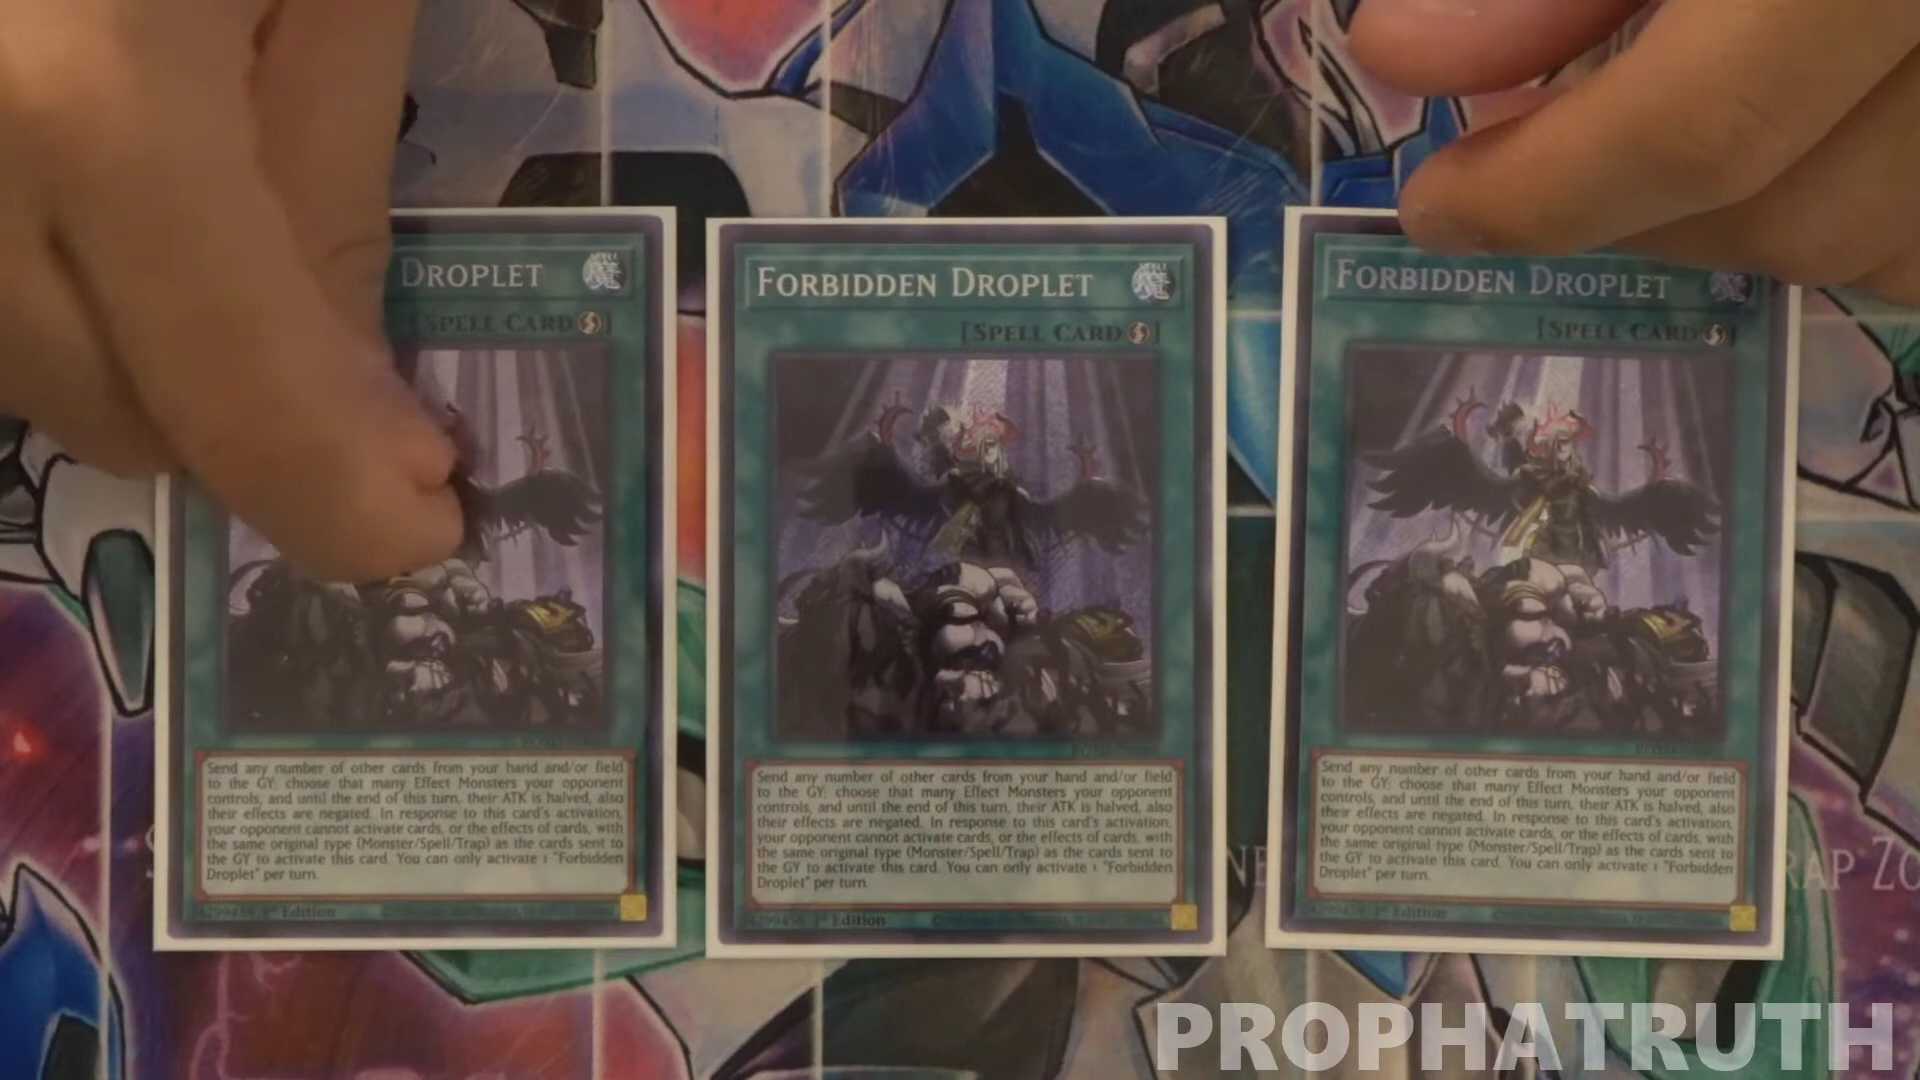 DROPLET
[SPELL CARD]
Send any number of other cards from your hand and/or field
to the GY; choose that many Effect Monsters your opponent
controls, and until the end of this turn, their ATK is halved, also
their effects are negated. In response to this card's activation,
your opponent cannot activate cards, or the effects of cards, with
the same original type (Monster/Spell/Trap) as the cards sent to
the GY to activate this card. You can only activate 1 "Forbidden
Droplet" per turn.
1st Edition
FORBIDDEN DROPLET
魔
[SPELL CARD]
Send any number of other cards from your hand and/or field
to the GY; choose that many Effect Monsters your opponent
controls, and until the end of this turn, their ATK is halved, also
their effects are negated. In response to this card's activation,
your opponent cannot activate cards, or the effects of cards, with
the same original type (Monster/Spell/Trap) as the cards sent to
the GY to activate this card. You can only activate 1 "Forbidden
Droplet" per turn.
1st Edition
FORBIDDEN DROPLET
[SPELL CARD]
Send any number of other cards from your hand and/or field
to the GY; choose that many Effect Monsters your opponent
controls, and until the end of this turn, their ATK is halved, also
their effects are negated. In response to this card's activation,
your opponent cannot activate cards, or the effects of cards, with
the same original type (Monster/Spell/Trap) as the cards sent to
the GY to activate this card. You can only activate 1 "Forbidden
Droplet" per turn.
1st Edition
PROPHATRUTH